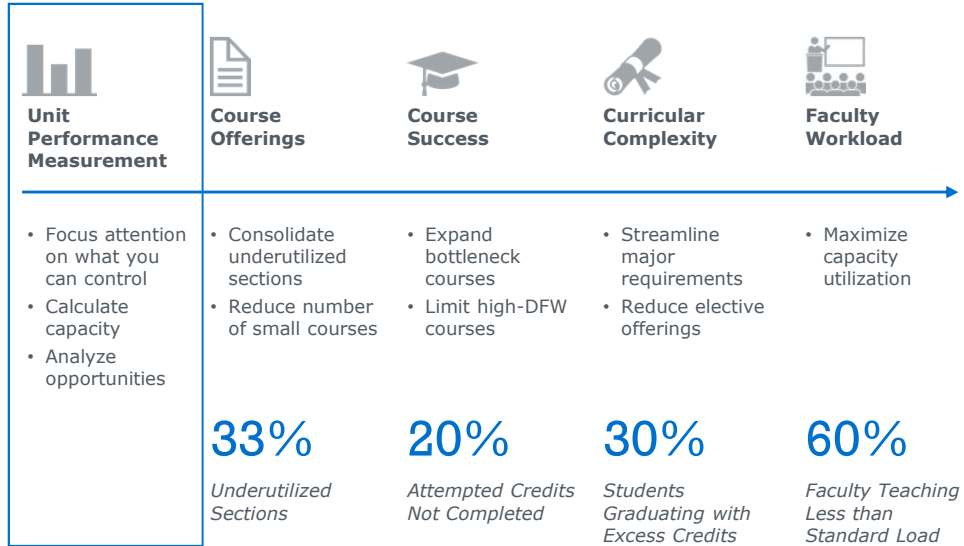 Unit
Performance
Measurement
Course
Offerings
Course
Success
Curricular
Complexity
Faculty
Workload
• Focus attention
on what you
can control
• Calculate
capacity
• Analyze
opportunities
• Consolidate
underutilized
sections
• Reduce number
of small courses
• Expand
bottleneck
courses
• Limit high-DFW
courses
• Streamline
major
requirements
• Reduce elective
offerings
• Maximize
capacity
utilization
33%
Underutilized
Sections
20%
Attempted Credits
Not Completed
30%
Students
Graduating with
Excess Credits
60%
Faculty Teaching
Less than
Standard Load